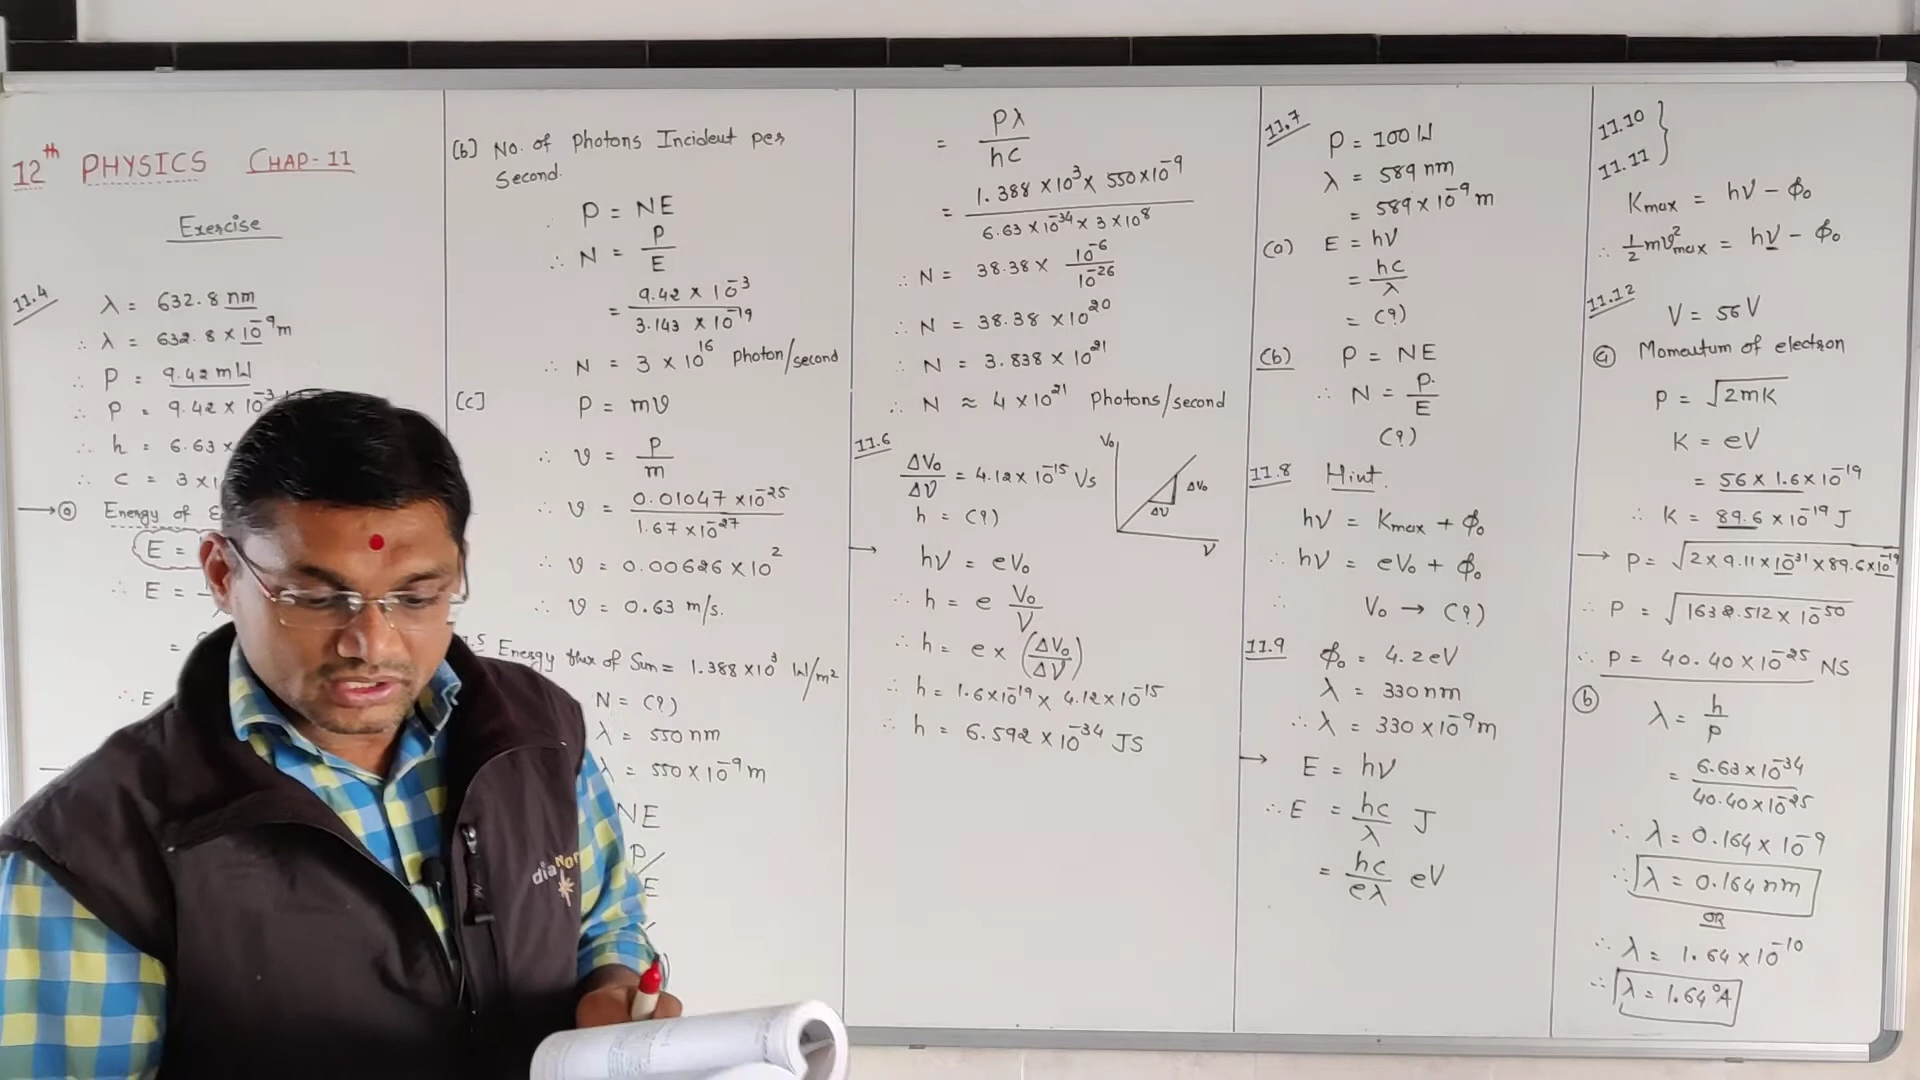 12th PHYSICS CHAP-11
Exercise
11.4
λ = 632.8 nm
∴ λ = 632.8 × 10⁻⁹ m
∴ P = 9.42 mW
∴ P = 9.42 × 10⁻³
∴ h = 6.63 ×
∴ C = 3 × 1
→ (a) Energy of
E =
∴ E =
=
∴ E
[b] No. of Photons Incident per
Second.
P = NE
∴ N = P/E
= 9.42 × 10⁻³ / 3.143 × 10⁻¹⁹
∴ N = 3 × 10¹⁶ Photon/second
[c] P = mv
∴ v = P/m
∴ v = 0.01047 × 10⁻²⁵ / 1.67 × 10⁻²⁷
∴ v = 0.00626 × 10²
∴ v = 0.63 m/s.
.5 Energy flux of Sun = 1.388 × 10³ W/m²
N = (?)
λ = 550 nm
λ = 550 × 10⁻⁹ m
NE
P/
E
= Pλ/hc
= 1.388 × 10³ × 550 × 10⁻⁹ / 6.63 × 10⁻³⁴ × 3 × 10⁸
∴ N = 38.38 × 10⁻⁶/10⁻²⁶
∴ N = 38.38 × 10²⁰
∴ N = 3.838 × 10²¹
∴ N ≈ 4 × 10²¹ Photons/second
11.6
ΔV₀/Δν = 4.12 × 10⁻¹⁵ Vs
h = (?)
V₀
ΔV₀
Δν
ν
→ hν = eV₀
∴ h = e V₀/ν
∴ h = e × (ΔV₀/Δν)
∴ h = 1.6 × 10⁻¹⁹ × 4.12 × 10⁻¹⁵
∴ h = 6.592 × 10⁻³⁴ JS
11.7
P = 100 W
λ = 589 nm
= 589 × 10⁻⁹ m
(a) E = hν
= hc/λ
= (?)
(b) P = NE
∴ N = P/E
(?)
11.8 Hint.
hν = Kmax + ϕ₀
∴ hν = eV₀ + ϕ₀
∴ V₀ → (?)
11.9 ϕ₀ = 4.2 eV
λ = 330 nm
∴ λ = 330 × 10⁻⁹ m
→ E = hν
∴ E = hc/λ J
= hc/eλ eV
11.10
11.11
Kmax = hν − ϕ₀
∴ ½mv²max = hν − ϕ₀
11.12
V = 56 V
(a) Momentum of electron
P = √2mK
K = eV
= 56 × 1.6 × 10⁻¹⁹
∴ K = 89.6 × 10⁻¹⁹ J
→ P = √2 × 9.11 × 10⁻³¹ × 89.6 × 10⁻¹⁹
∴ P = √1632.512 × 10⁻⁵⁰
∴ P = 40.40 × 10⁻²⁵ NS
(b) λ = h/p
= 6.63 × 10⁻³⁴ / 40.40 × 10⁻²⁵
∴ λ = 0.164 × 10⁻⁹
∴ λ = 0.164 nm
OR
∴ λ = 1.64 × 10⁻¹⁰
∴ λ = 1.64 °A